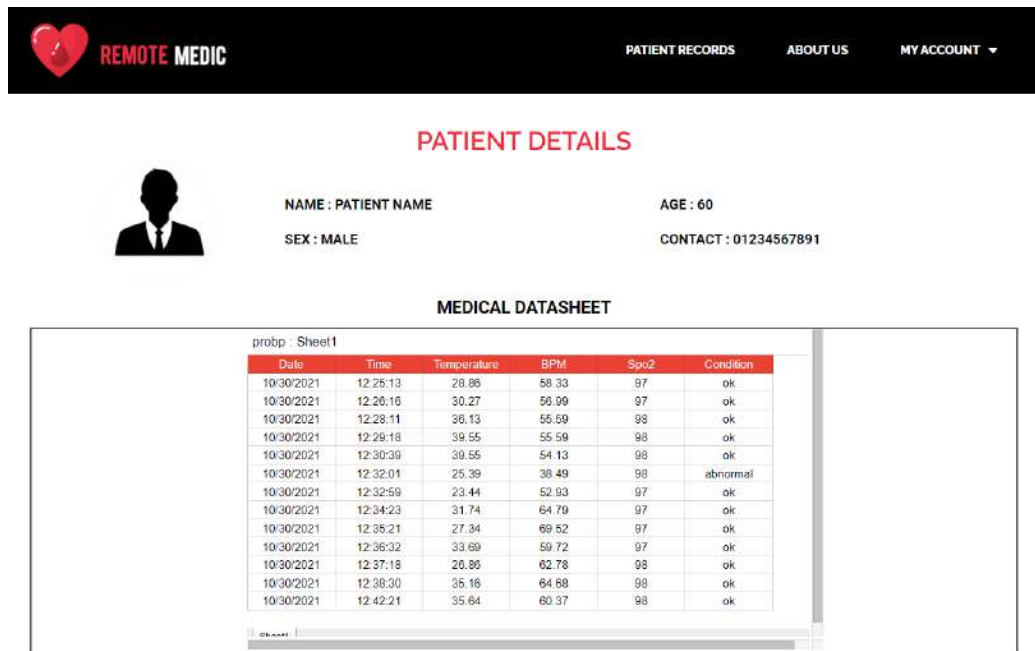 REMOTE MEDIC PATIENT RECORDS ABOUT US MY ACCOUNT
PATIENT DETAILS
NAME : PATIENT NAME AGE : 60
SEX : MALE CONTACT : 01234567891
MEDICAL DATASHEET
probp : Sheet1
Date Time Temperature BPM Spo2 Condition
10/30/2021 12:25:13 28.86 58.33 97 ok
10/30/2021 12:26:16 30.27 56.99 97 ok
10/30/2021 12:28:11 36.13 55.59 98 ok
10/30/2021 12:29:18 39.55 55.59 98 ok
10/30/2021 12:30:39 39.55 54.13 98 ok
10/30/2021 12:32:01 25.39 38.49 98 abnormal
10/30/2021 12:32:59 23.44 52.93 97 ok
10/30/2021 12:34:23 31.74 64.79 97 ok
10/30/2021 12:35:21 27.34 69.52 97 ok
10/30/2021 12:36:32 33.69 59.72 97 ok
10/30/2021 12:37:18 26.86 62.78 98 ok
10/30/2021 12:38:30 35.16 64.68 98 ok
10/30/2021 12:42:21 35.64 60.37 98 ok
Sheet1